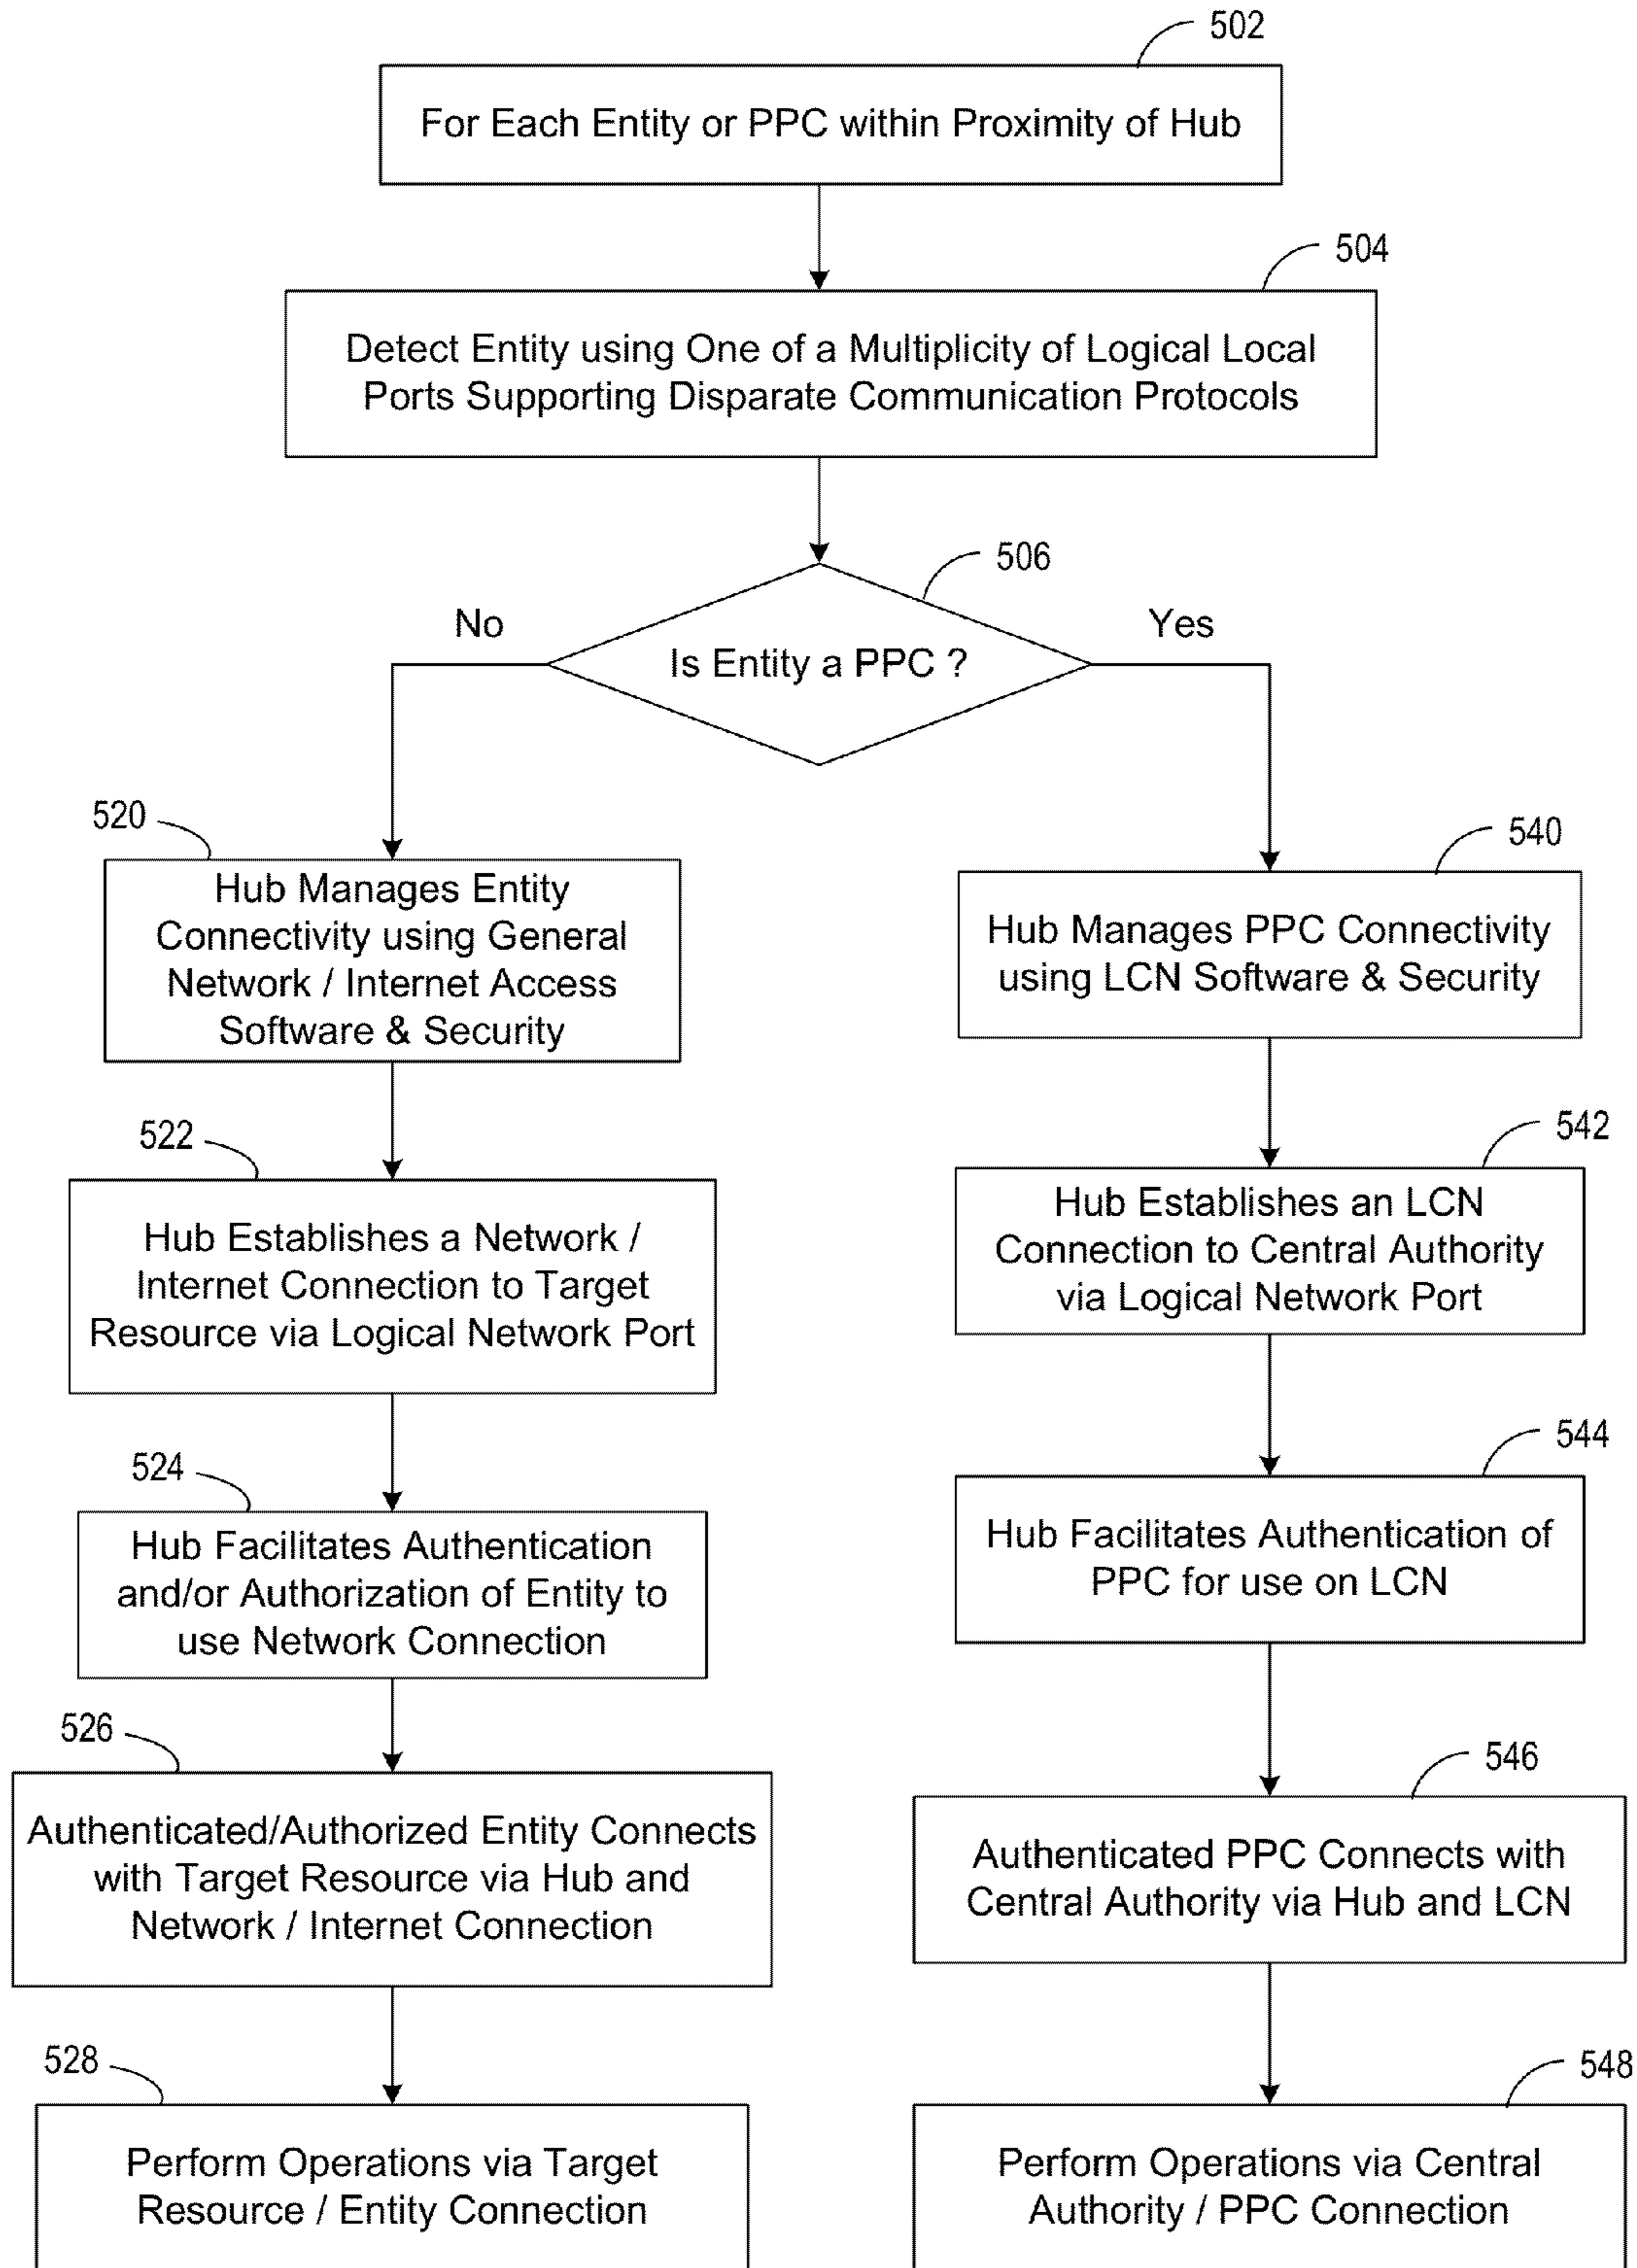 502
For Each Entity or PPC within Proximity of Hub
504
Detect Entity using One of a Multiplicity of Logical Local
Ports Supporting Disparate Communication Protocols
506
No
Yes
Is Entity a PPC ?
520
Hub Manages Entity
Connectivity using General
Network / Internet Access
Software & Security
540
Hub Manages PPC Connectivity
using LCN Software & Security
522
Hub Establishes a Network /
Internet Connection to Target
Resource via Logical Network Port
542
Hub Establishes an LCN
Connection to Central Authority
via Logical Network Port
524
Hub Facilitates Authentication
and/or Authorization of Entity to
use Network Connection
544
Hub Facilitates Authentication of
PPC for use on LCN
526
Authenticated/Authorized Entity Connects
with Target Resource via Hub and
Network / Internet Connection
546
Authenticated PPC Connects with
Central Authority via Hub and LCN
528
Perform Operations via Target
Resource / Entity Connection
548
Perform Operations via Central
Authority / PPC Connection